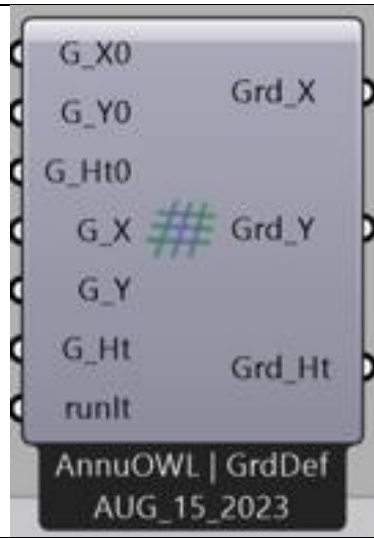 G_X0
G_Y0
G_Ht0
G_X
G_Y
G_Ht
runIt
Grd_X
Grd_Y
Grd_Ht
AnnuOWL | GrdDef
AUG_15_2023